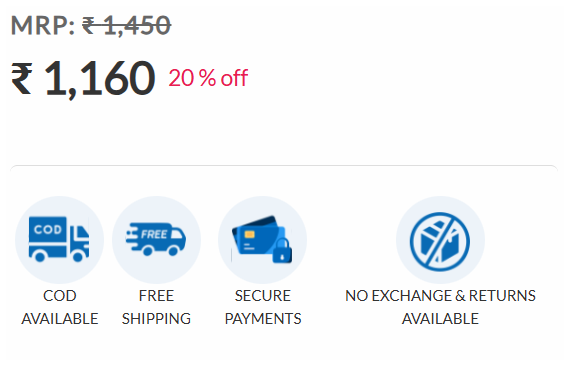 MRP: ₹ 1,450
₹ 1,160 20 % off
COD
FREE
COD
AVAILABLE
FREE
SHIPPING
SECURE
PAYMENTS
NO EXCHANGE & RETURNS
AVAILABLE